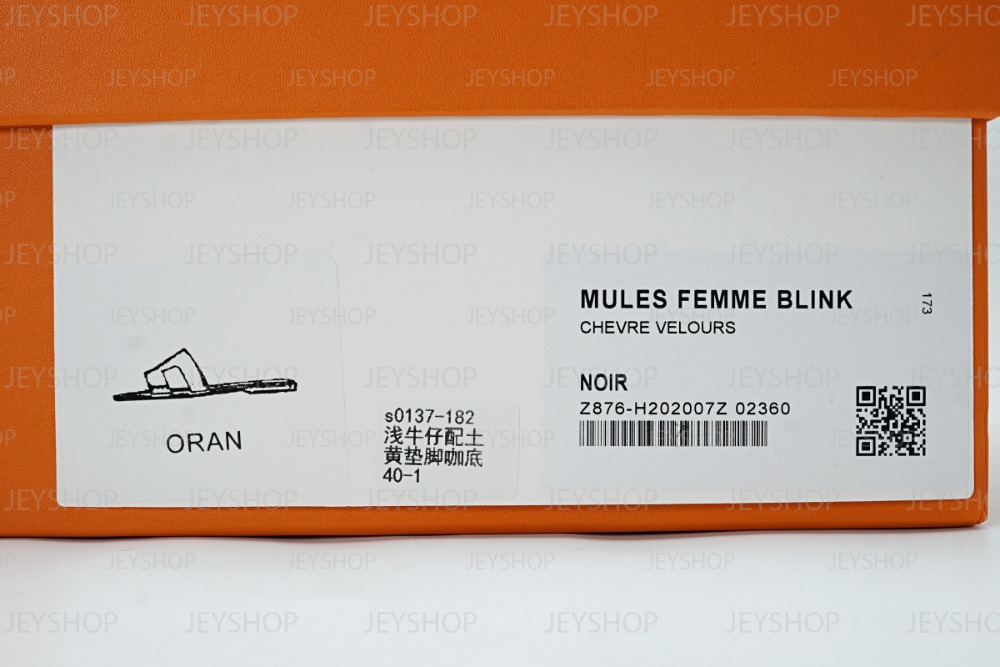 JEYSHOP
MULES FEMME BLINK
CHEVRE VELOURS
173
NOIR
Z876-H202007Z 02360
ORAN
s0137-182
浅牛仔配土
黄垫脚咖底
40-1